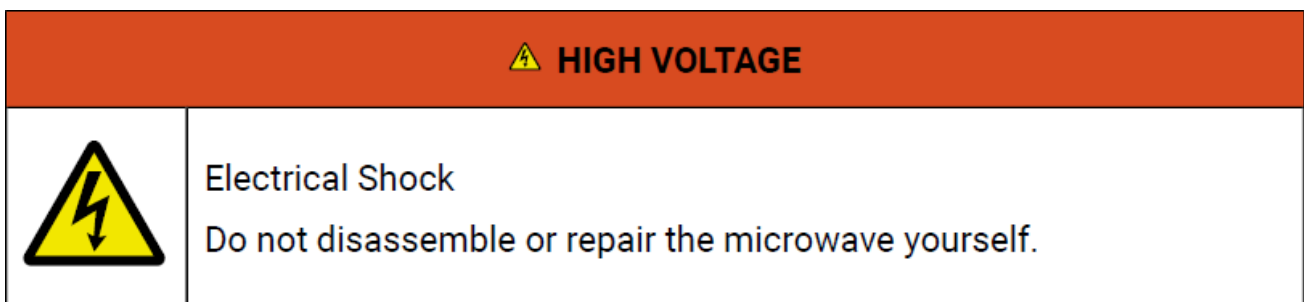 HIGH VOLTAGE
Electrical Shock
Do not disassemble or repair the microwave yourself.